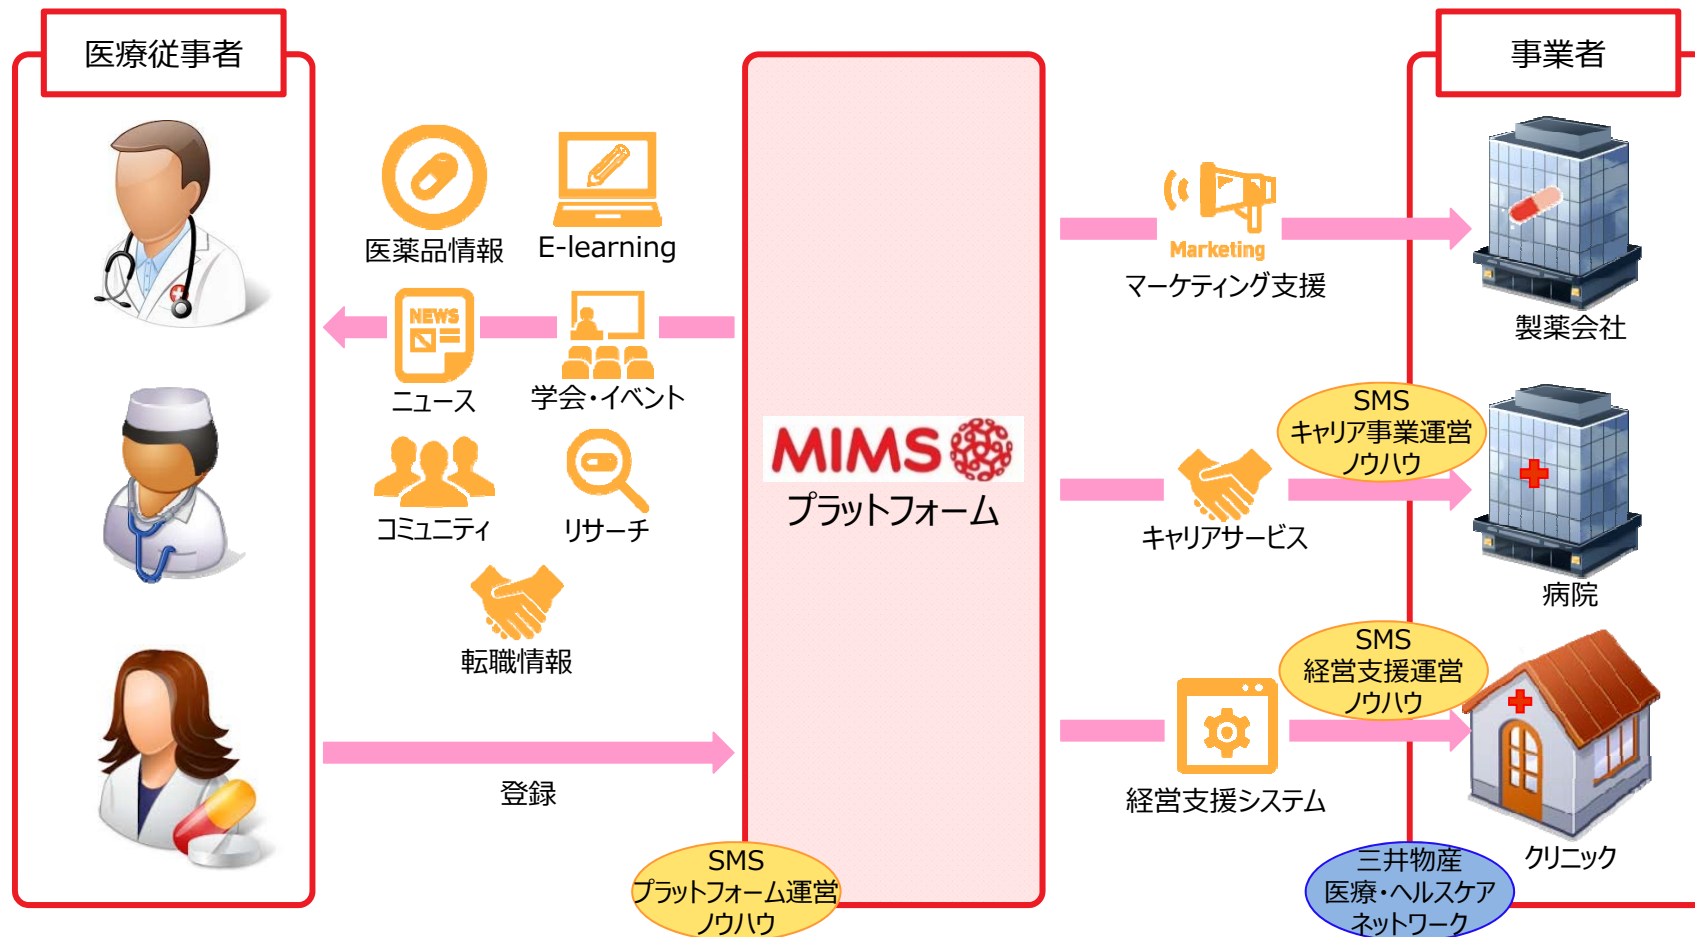 医療従事者
医薬品情報
E-learning
NEWS
ニュース
学会・イベント
コミュニティ
リサーチ
転職情報
登録
MIMS
プラットフォーム
SMS
プラットフォーム運営
ノウハウ
事業者
Marketing
マーケティング支援
製薬会社
SMS
キャリア事業運営
ノウハウ
キャリアサービス
病院
SMS
経営支援運営
ノウハウ
経営支援システム
クリニック
三井物産
医療・ヘルスケア
ネットワーク